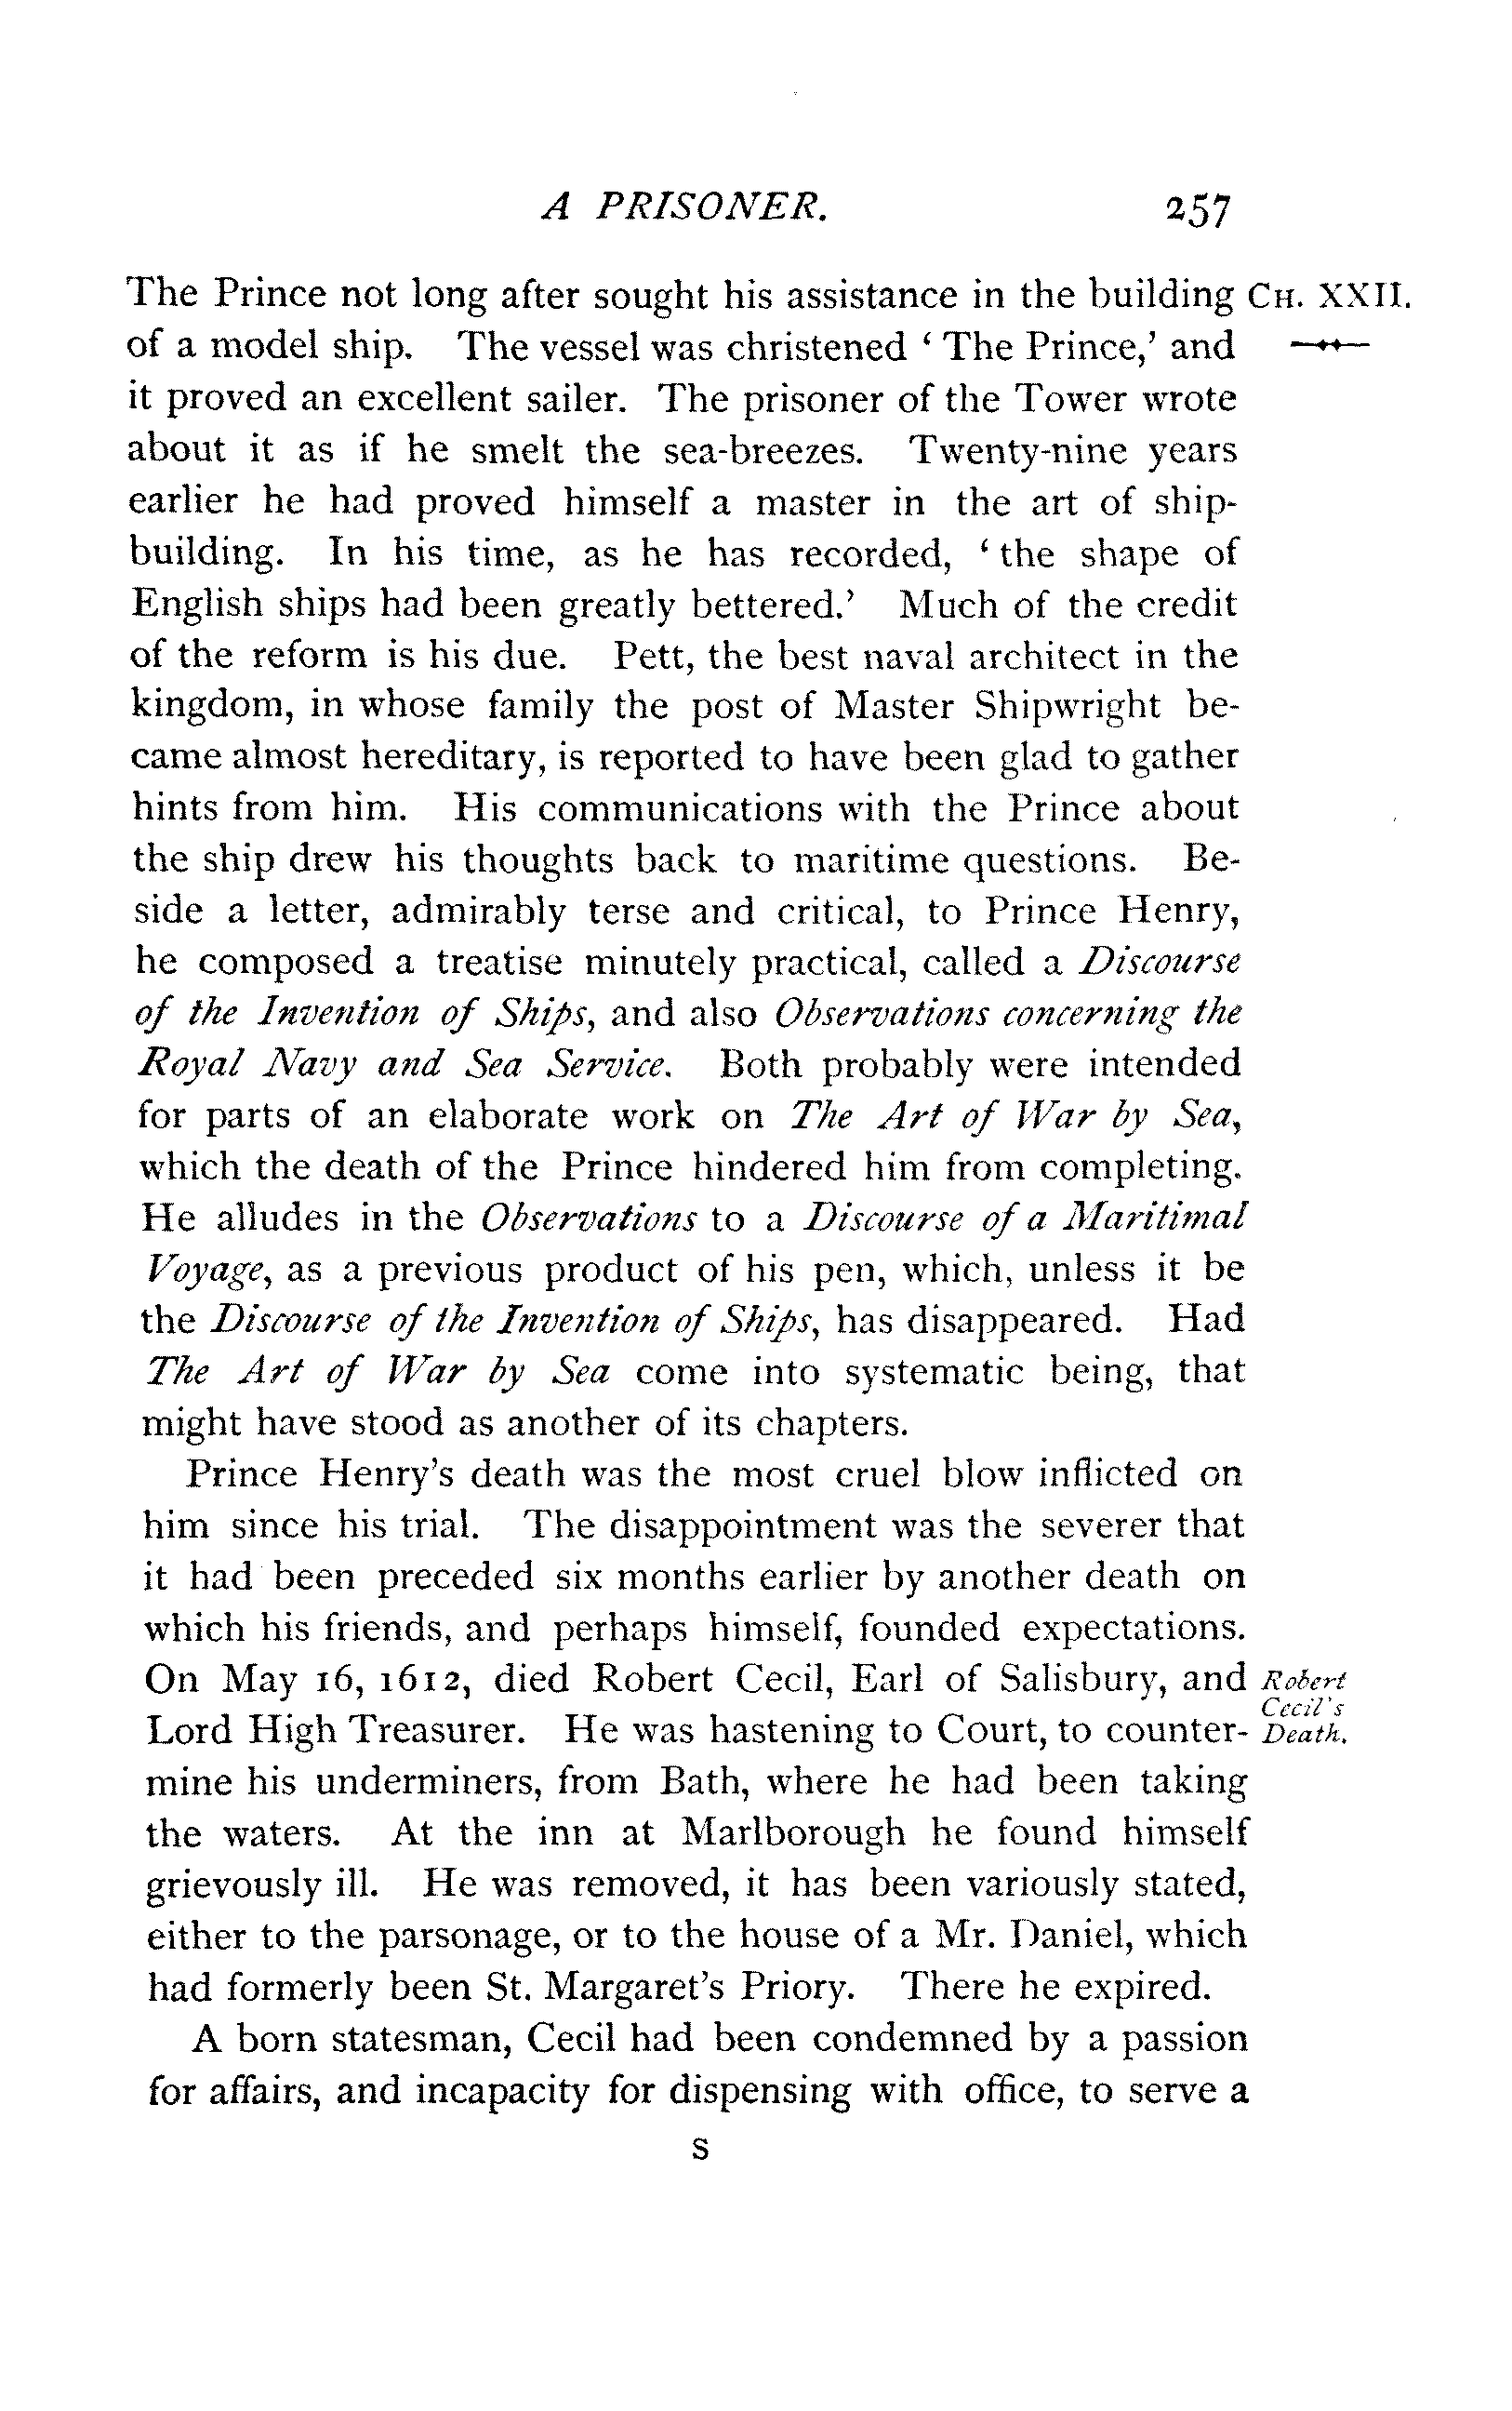 A PRISONER. 257
The Prince not long after sought his assistance in the building CH. XXII.
of a model ship. The vessel was christened ‘ The Prince,’ and
it proved an excellent sailer. The prisoner of the Tower wrote
about it as if he smelt the sea-breezes. Twenty-nine years
earlier he had proved himself a master in the art of ship-
building. In his time, as he has recorded, ‘ the shape of
English ships had been greatly bettered.’ Much of the credit
of the reform is his due. Pett, the best naval architect in the
kingdom, in whose family the post of Master Shipwright be-
came almost hereditary, is reported to have been glad to gather
hints from him. His communications with the Prince about
the ship drew his thoughts back to maritime questions. Be-
side a letter, admirably terse and critical, to Prince Henry,
he composed a treatise minutely practical, called a Discourse
of the Invention of Ships, and also Observations concerning the
Royal Navy and Sea Service. Both probably were intended
for parts of an elaborate work on The Art of War by Sea,
which the death of the Prince hindered him from completing.
He alludes in the Observations to a Discourse of a Maritimal
Voyage, as a previous product of his pen, which, unless it be
the Discourse of the Invention of Ships, has disappeared. Had
The Art of War by Sea come into systematic being, that
might have stood as another of its chapters.
Prince Henry’s death was the most cruel blow inflicted on
him since his trial. The disappointment was the severer that
it had been preceded six months earlier by another death on
which his friends, and perhaps himself, founded expectations.
On May 16, 1612, died Robert Cecil, Earl of Salisbury, and
Robert
Cecil’s
Death.
Lord High Treasurer. He was hastening to Court, to counter-
mine his underminers, from Bath, where he had been taking
the waters. At the inn at Marlborough he found himself
grievously ill. He was removed, it has been variously stated,
either to the parsonage, or to the house of a Mr. Daniel, which
had formerly been St. Margaret’s Priory. There he expired.
A born statesman, Cecil had been condemned by a passion
for affairs, and incapacity for dispensing with office, to serve a
S